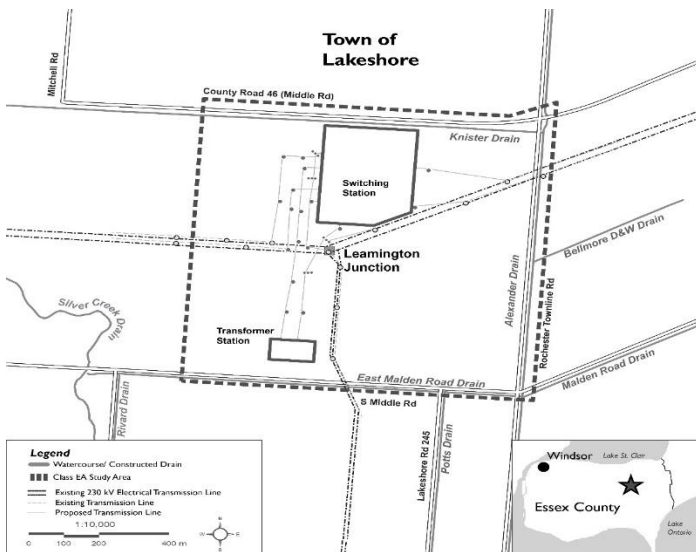 Town of
Lakeshore
Mitchell Rd
County Road 46 (Middle Rd)
Knister Drain
Switching
Station
Leamington
Junction
Bellmore D&W Drain
Alexander Drain
Rochester Townline Rd
Silver Creek
Drain
Transformer
Station
East Malden Road Drain
Malden Road Drain
S Middle Rd
Rivard Drain
Lakeshore Rd 245
Potts Drain
Legend
Watercourse/ Constructed Drain
Class EA Study Area
Existing 230 kV Electrical Transmission Line
Existing Transmission Line
Proposed Transmission Line
1:10,000
0 100 200 400 m
N
W E
S
Windsor
Lake St. Clair
Essex County
Lake
Ontario